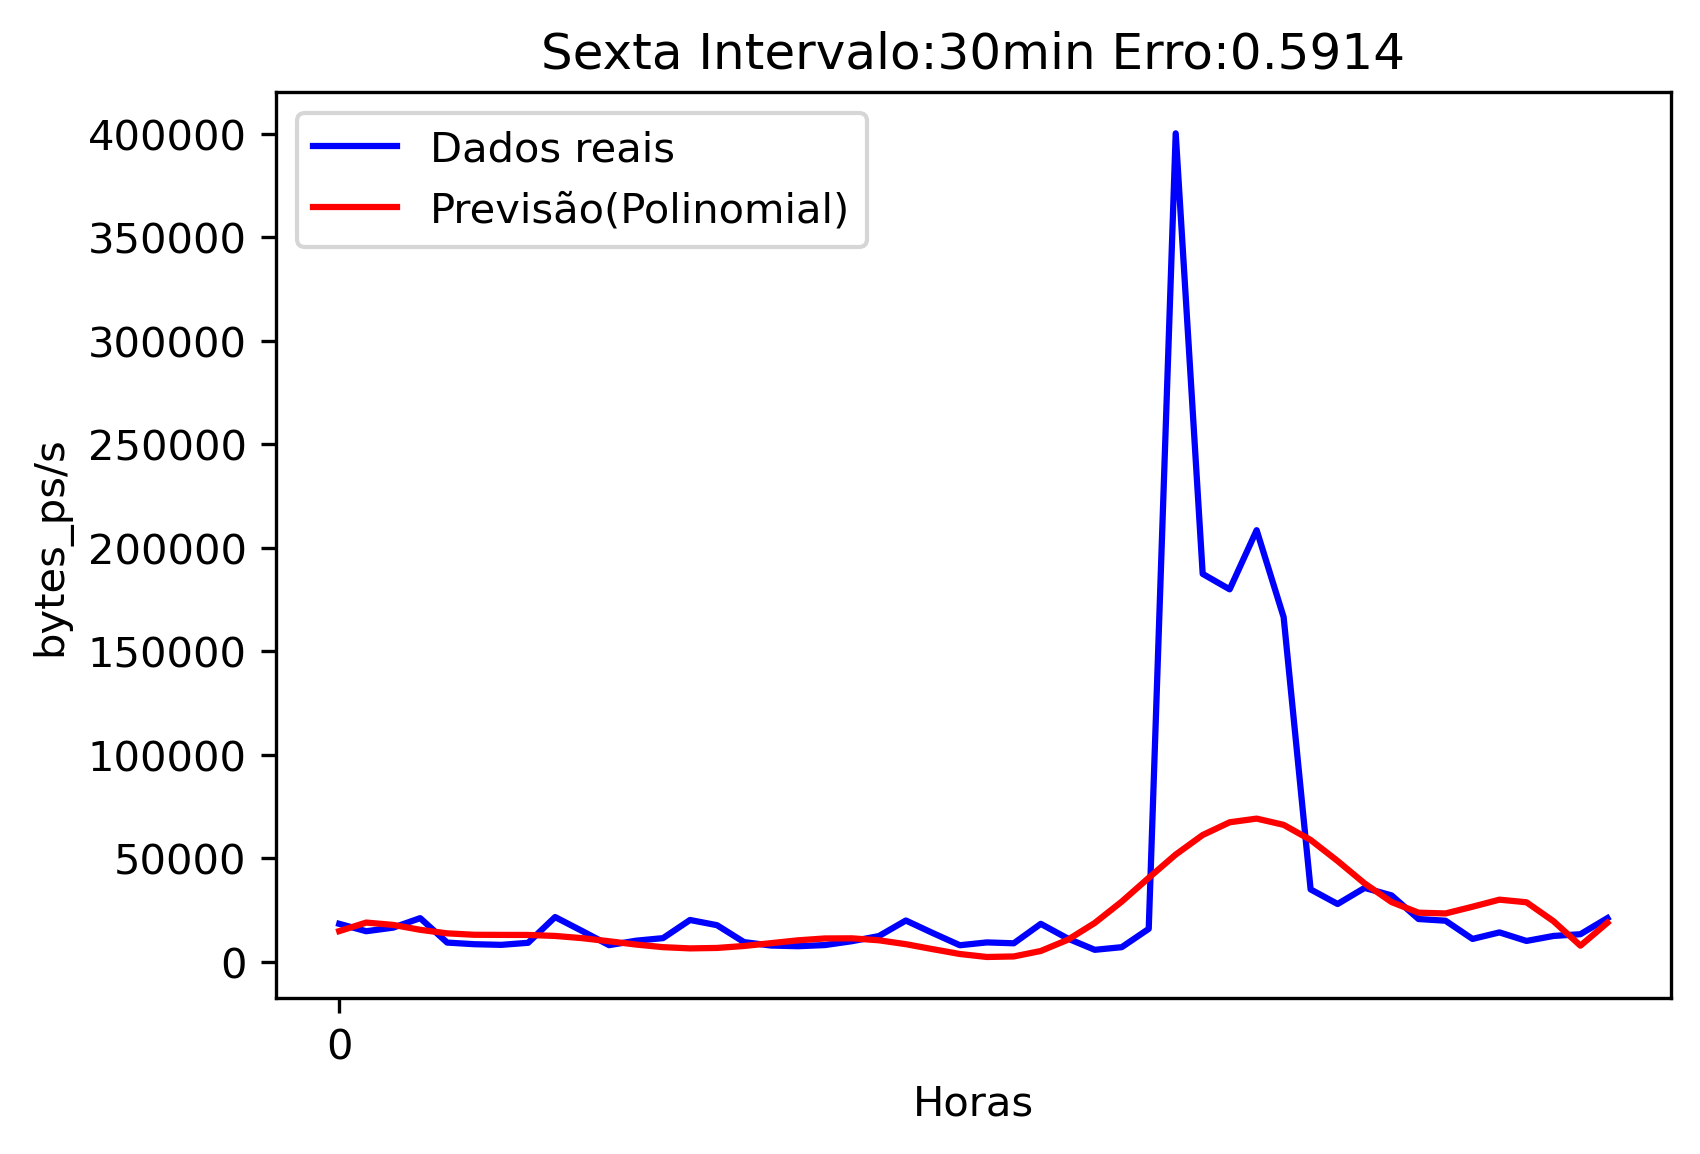 Sexta Intervalo:30min Erro:0.5914
Dados reais
Previsão(Polinomial)
400000
350000
300000
250000
200000
150000
100000
50000
0
bytes_ps/s
0
Horas